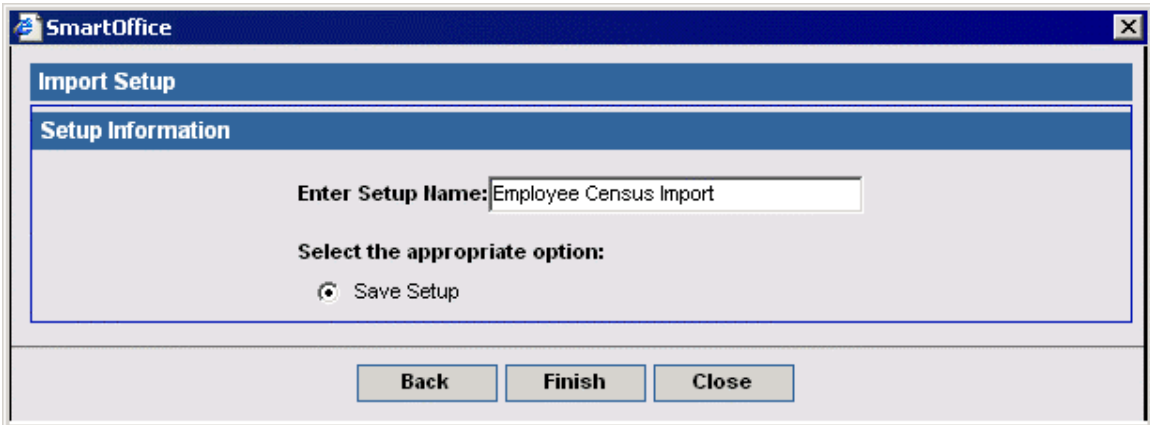 SmartOffice
Import Setup
Setup Information
Enter Setup Name: Employee Census Import
Select the appropriate option:
Save Setup
Back Finish Close